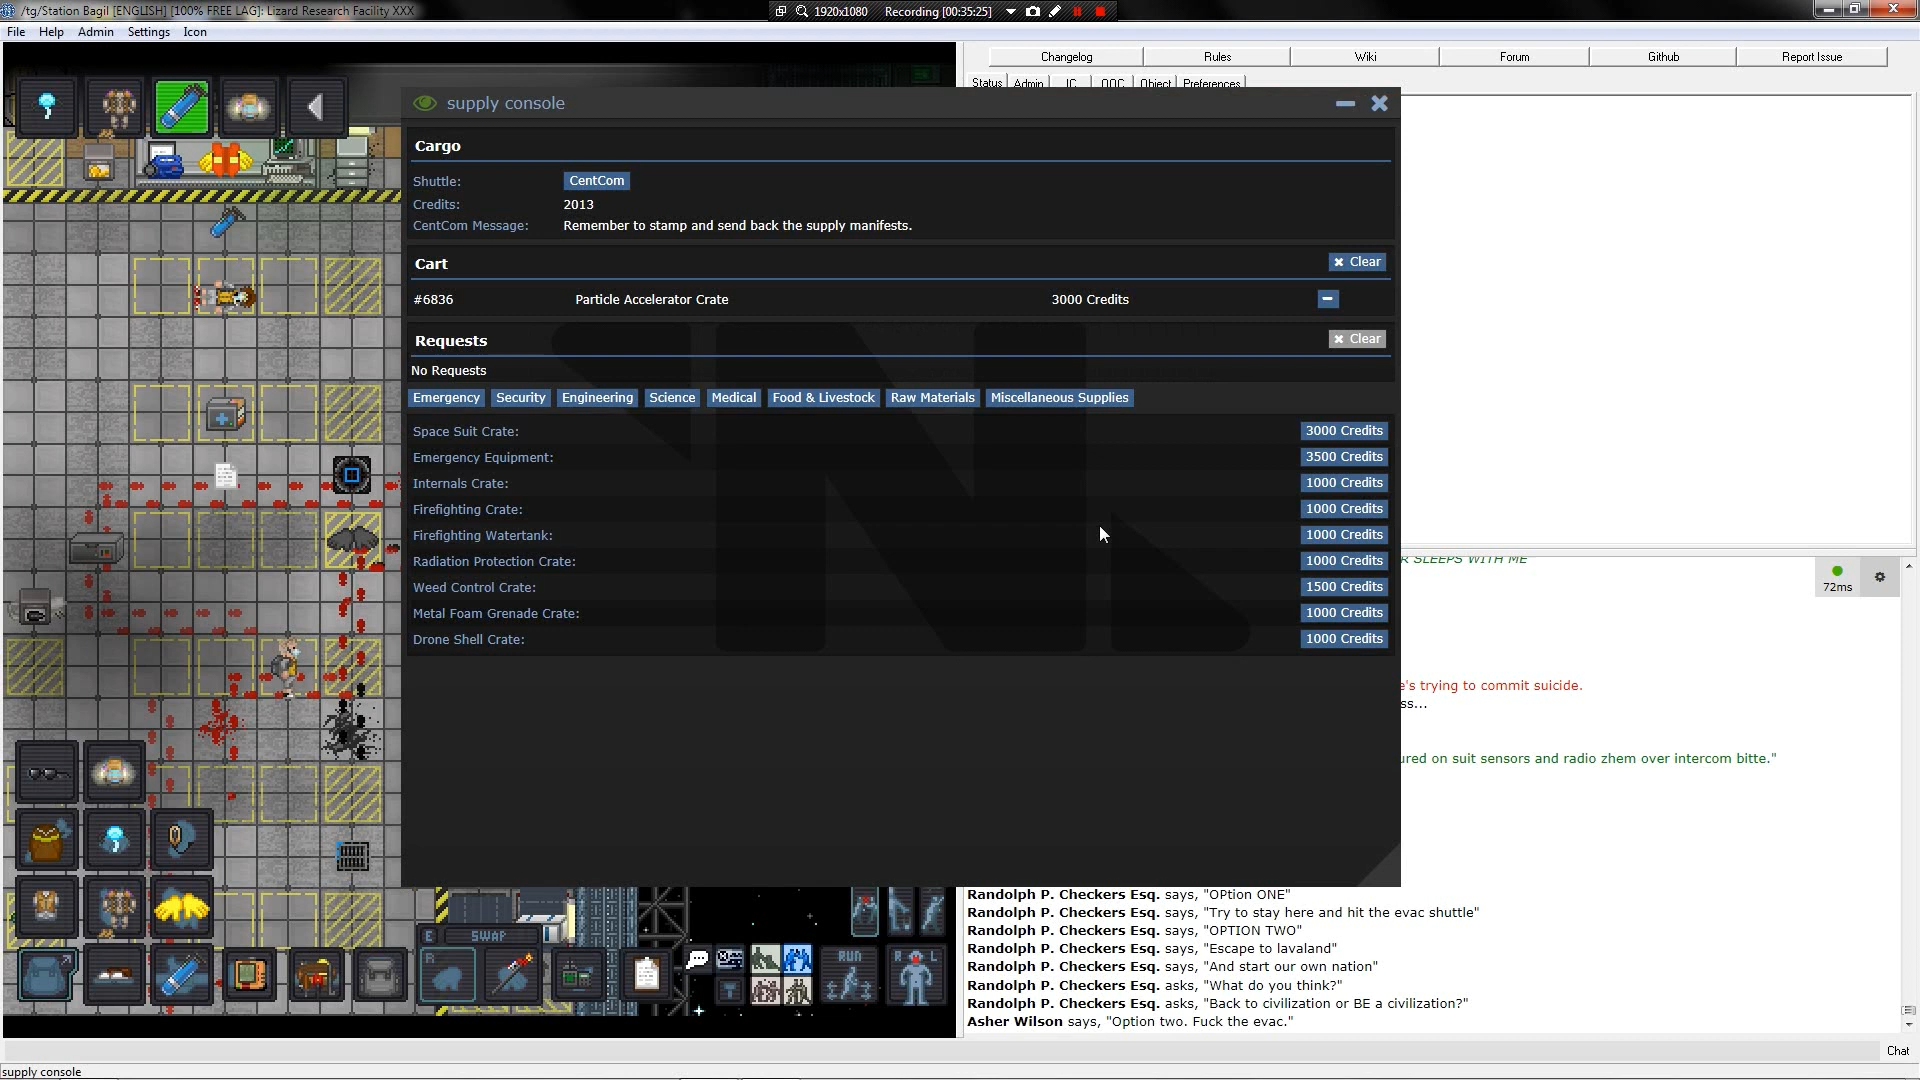 /tg/Station Bagil [ENGLISH] [100% FREE LAG]: Lizard Research Facility XXX
1920x1080 Recording [00:35:25]
File Help Admin Settings Icon
Changelog Rules Wiki Forum Github Report Issue
Status Admin IC OOC Object Preferences
supply console
Cargo
Shuttle: CentCom
Credits: 2013
CentCom Message: Remember to stamp and send back the supply manifests.
Cart Clear
#6836 Particle Accelerator Crate 3000 Credits
Requests Clear
No Requests
Emergency Security Engineering Science Medical Food & Livestock Raw Materials Miscellaneous Supplies
Space Suit Crate: 3000 Credits
Emergency Equipment: 3500 Credits
Internals Crate: 1000 Credits
Firefighting Crate: 1000 Credits
Firefighting Watertank: 1000 Credits
Radiation Protection Crate: 1000 Credits
Weed Control Crate: 1500 Credits
Metal Foam Grenade Crate: 1000 Credits
Drone Shell Crate: 1000 Credits
R SLEEPS WITH ME
72ms
e's trying to commit suicide.
ss...
ured on suit sensors and radio zhem over intercom bitte."
Randolph P. Checkers Esq. says, "OPtion ONE"
Randolph P. Checkers Esq. says, "Try to stay here and hit the evac shuttle"
Randolph P. Checkers Esq. says, "OPTION TWO"
Randolph P. Checkers Esq. says, "Escape to lavaland"
Randolph P. Checkers Esq. says, "And start our own nation"
Randolph P. Checkers Esq. asks, "What do you think?"
Randolph P. Checkers Esq. asks, "Back to civilization or BE a civilization?"
Asher Wilson says, "Option two. Fuck the evac."
E SWAP
R
RUN
R L
Chat
supply console